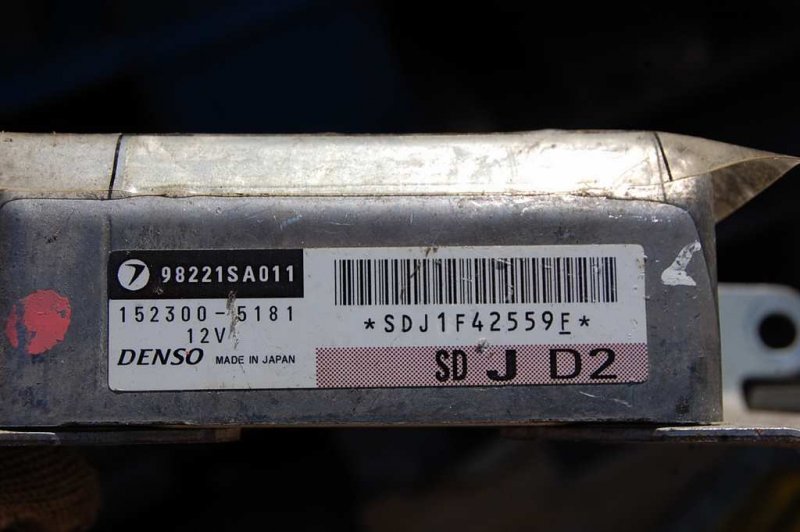 98221SA011
152300-5181
12V
DENSO MADE IN JAPAN
*SDJ1F42559F*
SD J D2